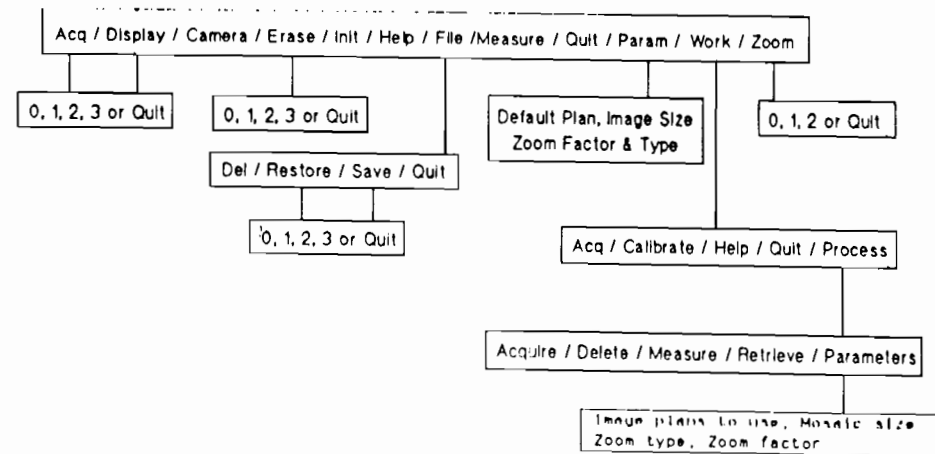 Acq / Display / Camera / Erase / Init / Help / File /Measure / Quit / Param / Work / Zoom
0, 1, 2, 3 or Quit
0, 1, 2, 3 or Quit
Default Plan, Image Size
Zoom Factor & Type
0, 1, 2 or Quit
Del / Restore / Save / Quit
0, 1, 2, 3 or Quit
Acq / Calibrate / Help / Quit / Process
Acquire / Delete / Measure / Retrieve / Parameters
Image plans to use, Mosaic size
Zoom type, Zoom factor